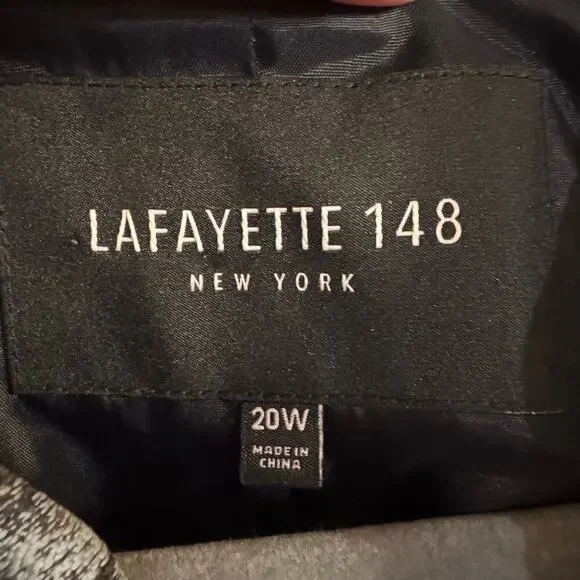 LAFAYETTE 148
NEW YORK
20W
MADE IN
CHINA